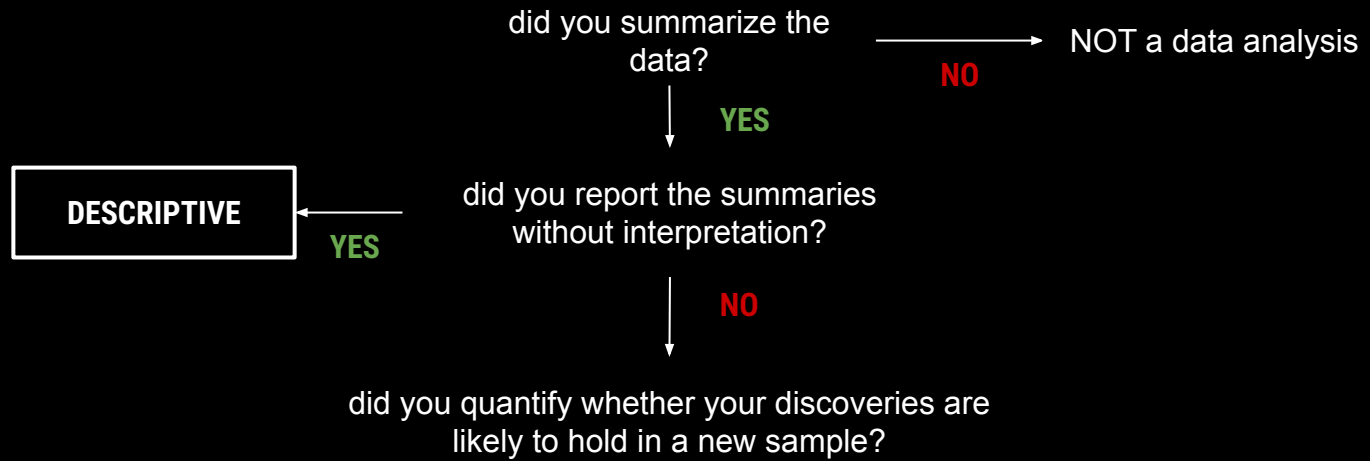 did you summarize the
data?
NOT a data analysis
NO
YES
did you report the summaries
without interpretation?
DESCRIPTIVE
YES
NO
did you quantify whether your discoveries are
likely to hold in a new sample?